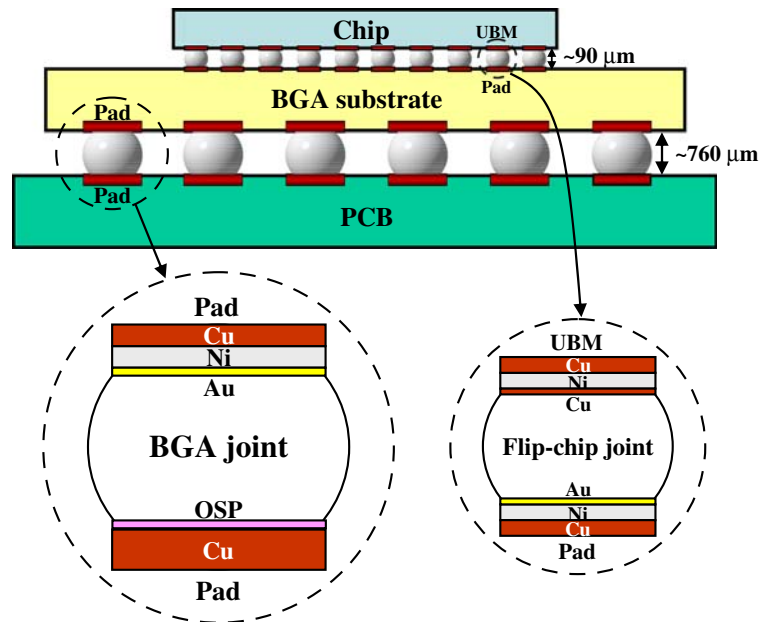 Chip
UBM
~90 μm
Pad
BGA substrate
Pad
~760 μm
Pad
PCB
Pad
Cu
Ni
Au
BGA joint
OSP
Cu
Pad
UBM
Cu
Ni
Cu
Flip-chip joint
Au
Ni
Cu
Pad